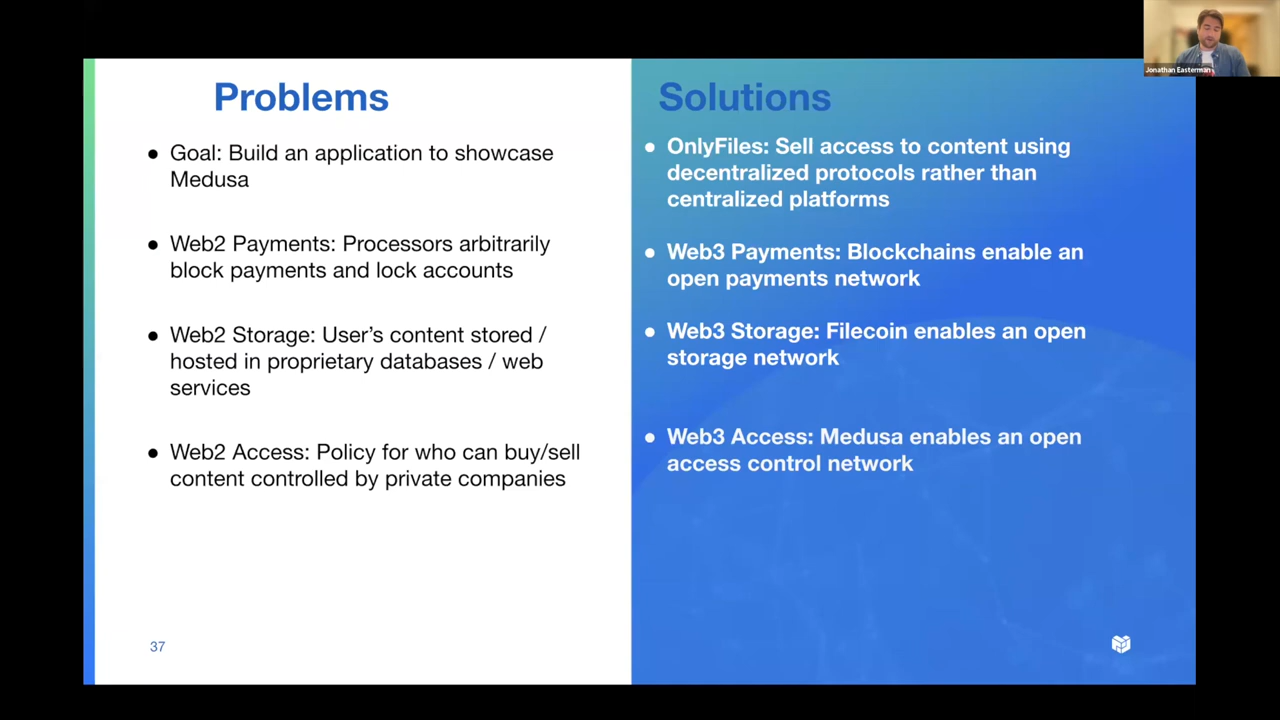 Problems
● Goal: Build an application to showcase
Medusa
● Web2 Payments: Processors arbitrarily
block payments and lock accounts
● Web2 Storage: User’s content stored /
hosted in proprietary databases / web
services
● Web2 Access: Policy for who can buy/sell
content controlled by private companies
37
Solutions
● OnlyFiles: Sell access to content using
decentralized protocols rather than
centralized platforms
● Web3 Payments: Blockchains enable an
open payments network
● Web3 Storage: Filecoin enables an open
storage network
● Web3 Access: Medusa enables an open
access control network
Jonathan Easterman